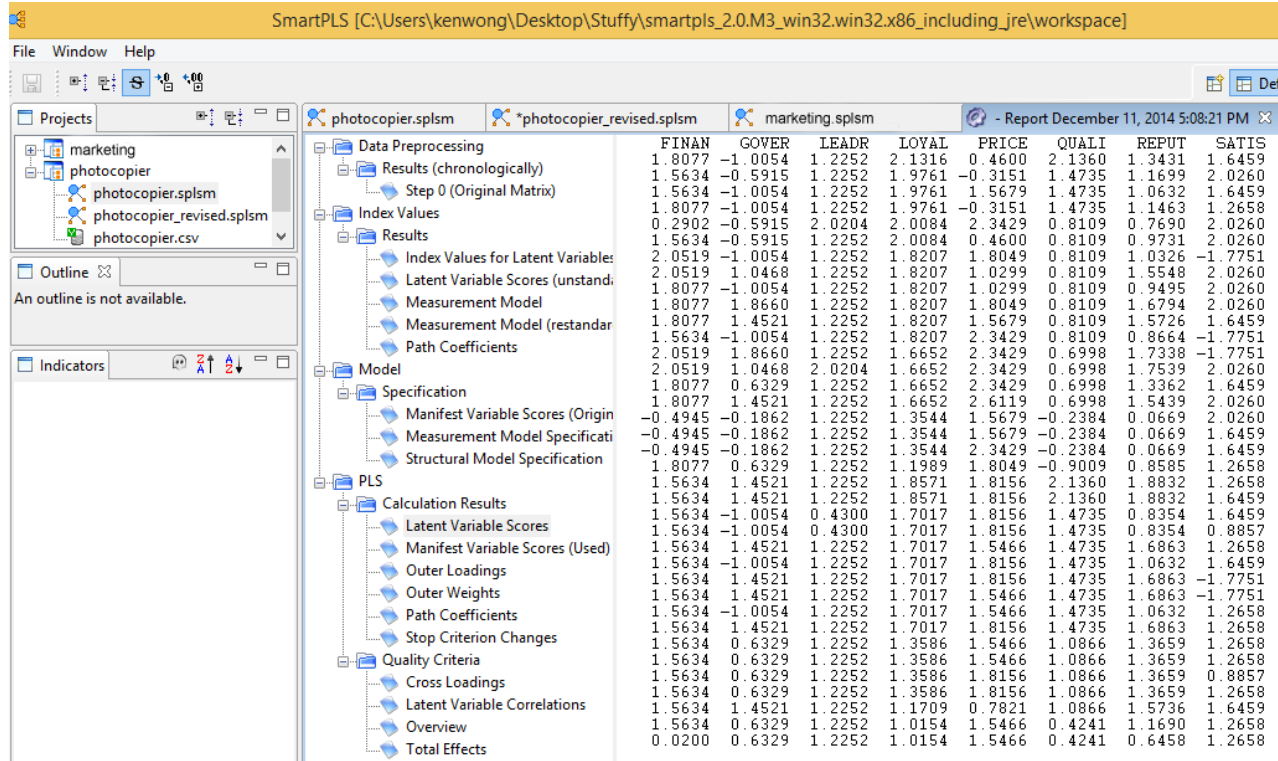 SmartPLS [C:\Users\kenwong\Desktop\Stuffy\smartpls_2.0.M3_win32.win32.x86_including_jre\workspace]
File Window Help
Def
Projects
marketing
photocopier
photocopier.splsm
photocopier_revised.splsm
photocopier.csv
Outline
An outline is not available.
Indicators
photocopier.splsm *photocopier_revised.splsm marketing.splsm - Report December 11, 2014 5:08:21 PM
Data Preprocessing
Results (chronologically)
Step 0 (Original Matrix)
Index Values
Results
Index Values for Latent Variables
Latent Variable Scores (unstanda
Measurement Model
Measurement Model (restandar
Path Coefficients
Model
Specification
Manifest Variable Scores (Origin
Measurement Model Specificati
Structural Model Specification
PLS
Calculation Results
Latent Variable Scores
Manifest Variable Scores (Used)
Outer Loadings
Outer Weights
Path Coefficients
Stop Criterion Changes
Quality Criteria
Cross Loadings
Latent Variable Correlations
Overview
Total Effects
FINAN GOVER LEADR LOYAL PRICE QUALI REPUT SATIS
1.8077 -1.0054 1.2252 2.1316 0.4600 2.1360 1.3431 1.6459
1.5634 -0.5915 1.2252 1.9761 -0.3151 1.4735 1.1699 2.0260
1.5634 -1.0054 1.2252 1.9761 1.5679 1.4735 1.0632 1.6459
1.8077 -1.0054 1.2252 1.9761 -0.3151 1.4735 1.1463 1.2658
0.2902 -0.5915 2.0204 2.0084 2.3429 0.8109 0.7690 2.0260
1.5634 -0.5915 1.2252 2.0084 0.4600 0.8109 0.9731 2.0260
2.0519 -1.0054 1.2252 1.8207 1.8049 0.8109 1.0326 -1.7751
2.0519 1.0468 1.2252 1.8207 1.0299 0.8109 1.5548 2.0260
1.8077 -1.0054 1.2252 1.8207 1.0299 0.8109 0.9495 2.0260
1.8077 1.8660 1.2252 1.8207 1.8049 0.8109 1.6794 2.0260
1.8077 1.4521 1.2252 1.8207 1.5679 0.8109 1.5726 1.6459
1.5634 -1.0054 1.2252 1.8207 2.3429 0.8109 0.8664 -1.7751
2.0519 1.8660 1.2252 1.6652 2.3429 0.6998 1.7338 -1.7751
2.0519 1.0468 2.0204 1.6652 2.3429 0.6998 1.7539 2.0260
1.8077 0.6329 1.2252 1.6652 2.3429 0.6998 1.3362 1.6459
1.8077 1.4521 1.2252 1.6652 2.6119 0.6998 1.5439 2.0260
-0.4945 -0.1862 1.2252 1.3544 1.5679 -0.2384 0.0669 2.0260
-0.4945 -0.1862 1.2252 1.3544 1.5679 -0.2384 0.0669 1.6459
-0.4945 -0.1862 1.2252 1.3544 2.3429 -0.2384 0.0669 1.6459
1.8077 0.6329 1.2252 1.1989 1.8049 -0.9009 0.8585 1.2658
1.5634 1.4521 1.2252 1.8571 1.8156 2.1360 1.8832 1.2658
1.5634 1.4521 1.2252 1.8571 1.8156 2.1360 1.8832 1.6459
1.5634 -1.0054 0.4300 1.7017 1.8156 1.4735 0.8354 1.6459
1.5634 -1.0054 0.4300 1.7017 1.8156 1.4735 0.8354 0.8857
1.5634 1.4521 1.2252 1.7017 1.5466 1.4735 1.6863 1.2658
1.5634 -1.0054 1.2252 1.7017 1.8156 1.4735 1.0632 1.6459
1.5634 1.4521 1.2252 1.7017 1.8156 1.4735 1.6863 -1.7751
1.5634 1.4521 1.2252 1.7017 1.5466 1.4735 1.6863 -1.7751
1.5634 -1.0054 1.2252 1.7017 1.5466 1.4735 1.0632 1.2658
1.5634 1.4521 1.2252 1.7017 1.8156 1.4735 1.6863 1.2658
1.5634 0.6329 1.2252 1.3586 1.5466 1.0866 1.3659 1.2658
1.5634 0.6329 1.2252 1.3586 1.5466 1.0866 1.3659 1.2658
1.5634 0.6329 1.2252 1.3586 1.8156 1.0866 1.3659 0.8857
1.5634 0.6329 1.2252 1.3586 1.8156 1.0866 1.3659 1.2658
1.5634 1.4521 1.2252 1.1709 0.7821 1.0866 1.5736 1.6459
1.5634 0.6329 1.2252 1.0154 1.5466 0.4241 1.1690 1.2658
0.0200 0.6329 1.2252 1.0154 1.5466 0.4241 0.6458 1.2658